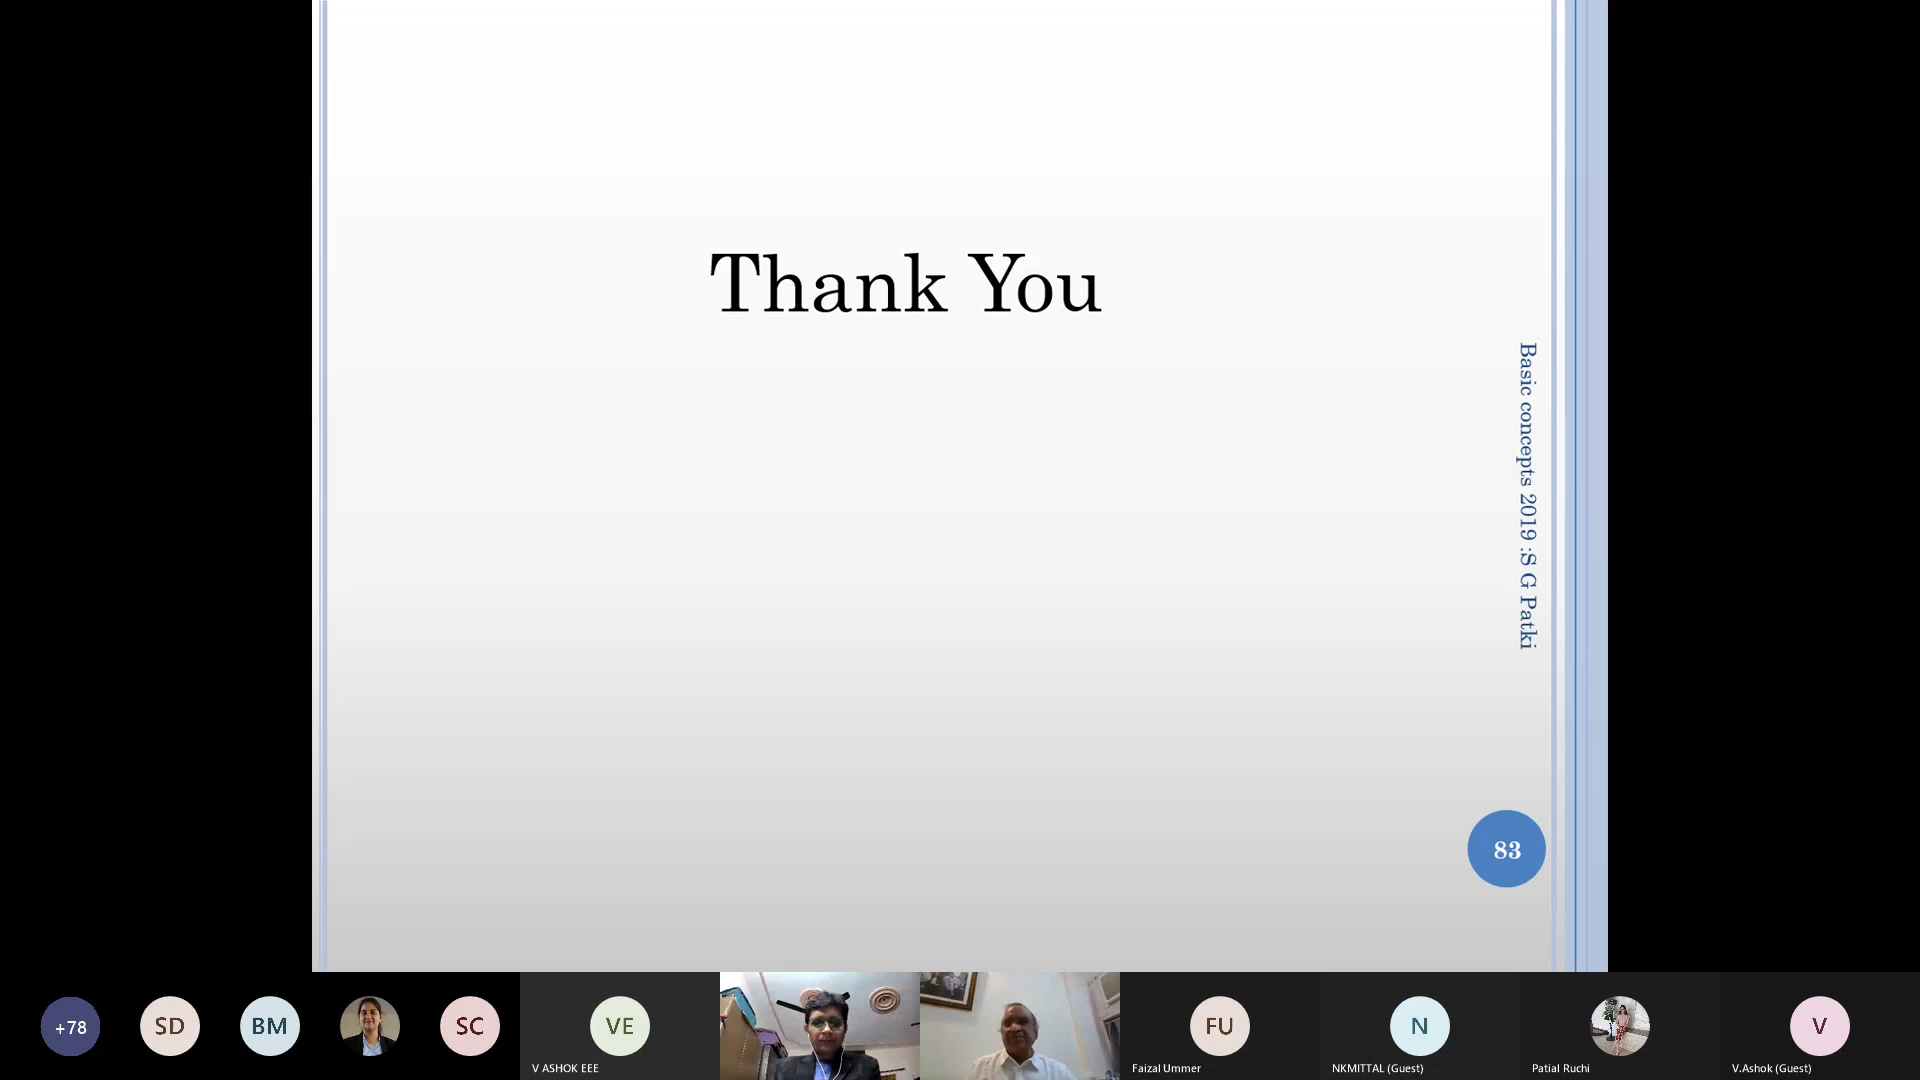 Thank You
Basic concepts 2019 :S G Patki
83
+78
SD
BM
SC
VE
V ASHOK EEE
FU
Faizal Ummer
N
NKMITTAL (Guest)
Patial Ruchi
V
V.Ashok (Guest)